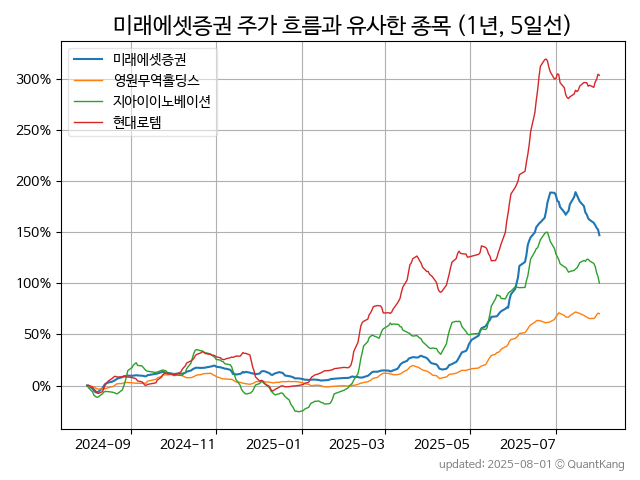 미래에셋증권 주가 흐름과 유사한 종목 (1년, 5일선)
미래에셋증권
영원무역홀딩스
지아이이노베이션
현대로템
300%
250%
200%
150%
100%
50%
0%
2024-09 2024-11 2025-01 2025-03 2025-05 2025-07
updated: 2025-08-01 © QuantKang